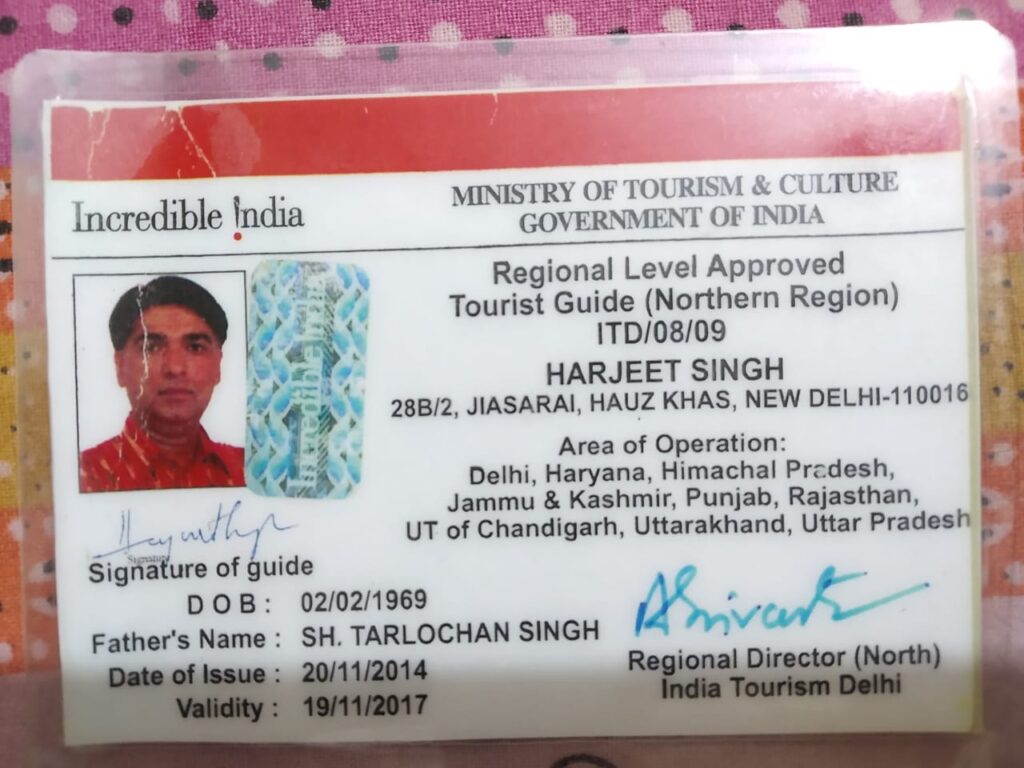 Incredible !ndia
MINISTRY OF TOURISM & CULTURE
GOVERNMENT OF INDIA
Regional Level Approved
Tourist Guide (Northern Region)
ITD/08/09
HARJEET SINGH
28B/2, JIASARAI, HAUZ KHAS, NEW DELHI-110016
Area of Operation:
Delhi, Haryana, Himachal Pradesh,
Jammu & Kashmir, Punjab, Rajasthan,
UT of Chandigarh, Uttarakhand, Uttar Pradesh
Incredible India
Signature
Signature of guide
D O B : 02/02/1969
Father's Name : SH. TARLOCHAN SINGH
Date of Issue : 20/11/2014
Validity : 19/11/2017
Regional Director (North)
India Tourism Delhi